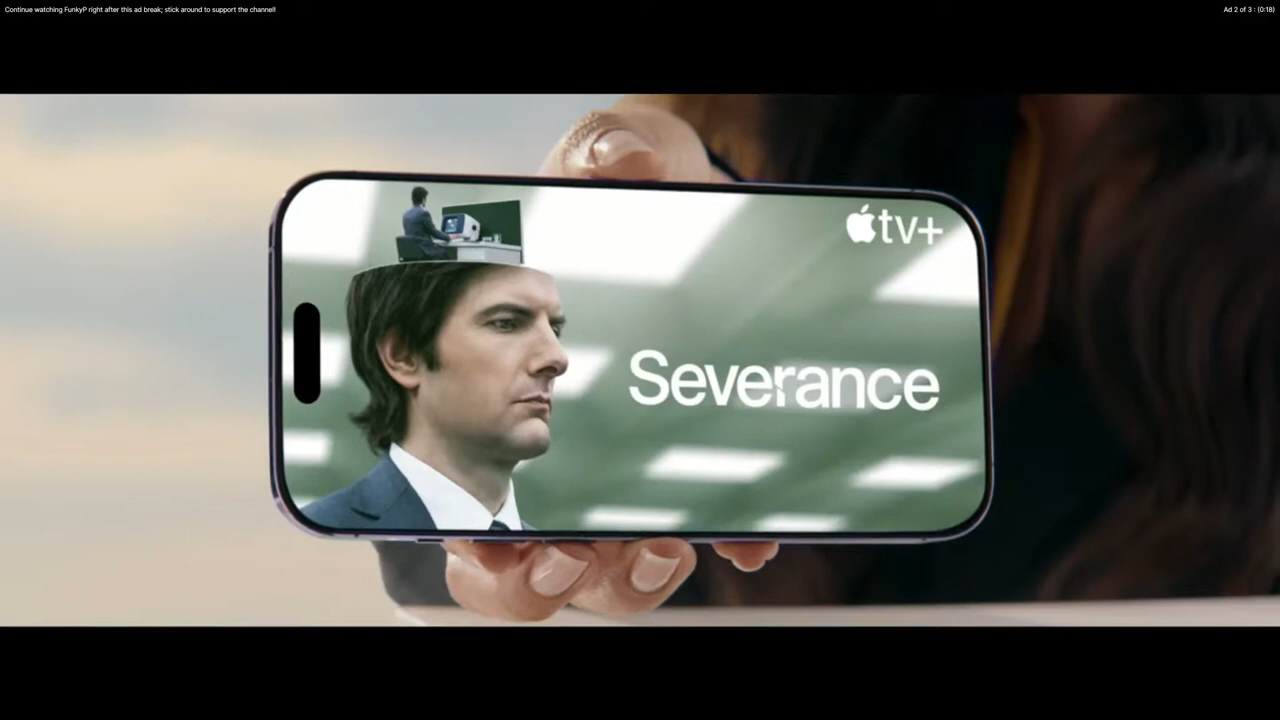 Continue watching FunkyP right after this ad break; stick around to support the channel!
Ad 2 of 3 : (0:18)
tv+
Severance